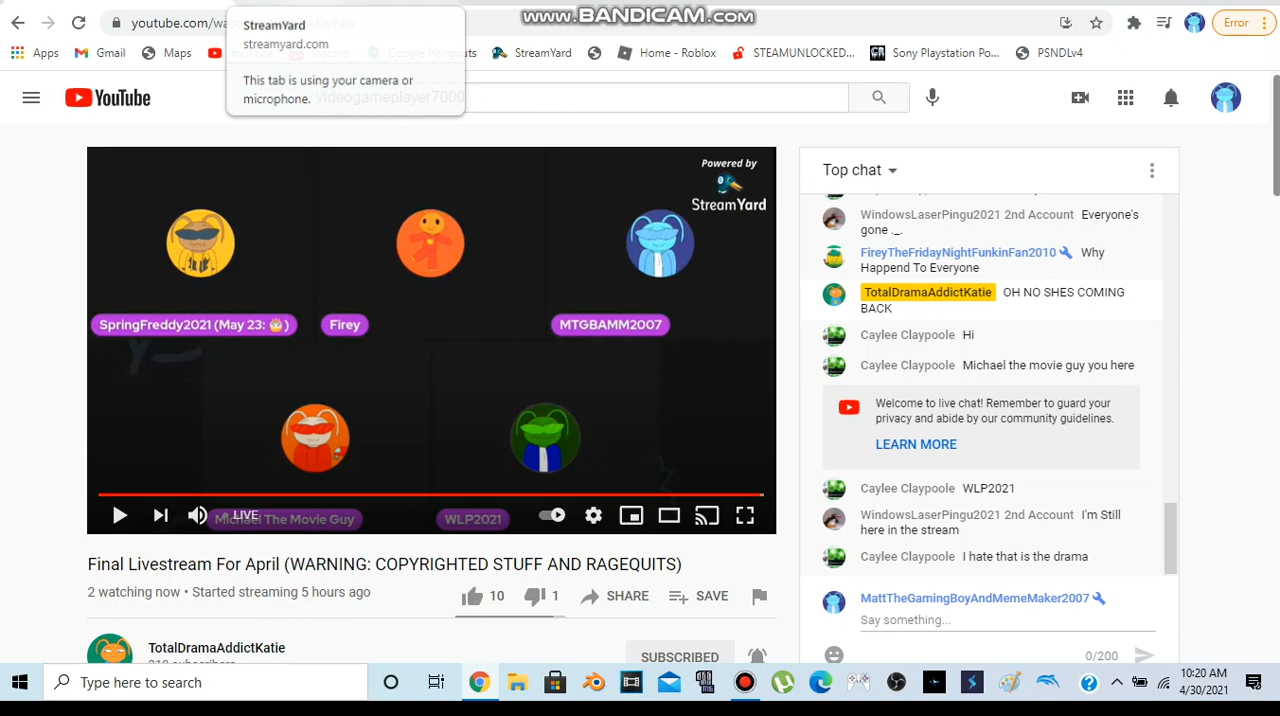 youtube.com/wa
www.BANDICAM.com
Error
StreamYard
streamyard.com
This tab is using your camera or
microphone.
Apps
Gmail
Maps
Google Hangouts
StreamYard
Home - Roblox
STEAMUNLOCKED...
Sony Playstation Po...
PSNDLv4
YouTube
videogameplayer7000
Powered by
StreamYard
SpringFreddy2021 (May 23: 🎂)
Firey
MTGBAMM2007
Michael The Movie Guy
WLP2021
LIVE
Final Livestream For April (WARNING: COPYRIGHTED STUFF AND RAGEQUITS)
2 watching now • Started streaming 5 hours ago
10
1
SHARE
SAVE
TotalDramaAddictKatie
SUBSCRIBED
Top chat
WindowsLaserPingu2021 2nd Account Everyone's
gone ._.
FireyTheFridayNightFunkinFan2010 Why
Happend To Everyone
TotalDramaAddictKatie OH NO SHES COMING
BACK
Caylee Claypoole Hi
Caylee Claypoole Michael the movie guy you here
Welcome to live chat! Remember to guard your
privacy and abide by our community guidelines.
LEARN MORE
Caylee Claypoole WLP2021
WindowsLaserPingu2021 2nd Account I'm Still
here in the stream
Caylee Claypoole I hate that is the drama
MattTheGamingBoyAndMemeMaker2007
Say something...
0/200
Type here to search
10:20 AM
4/30/2021